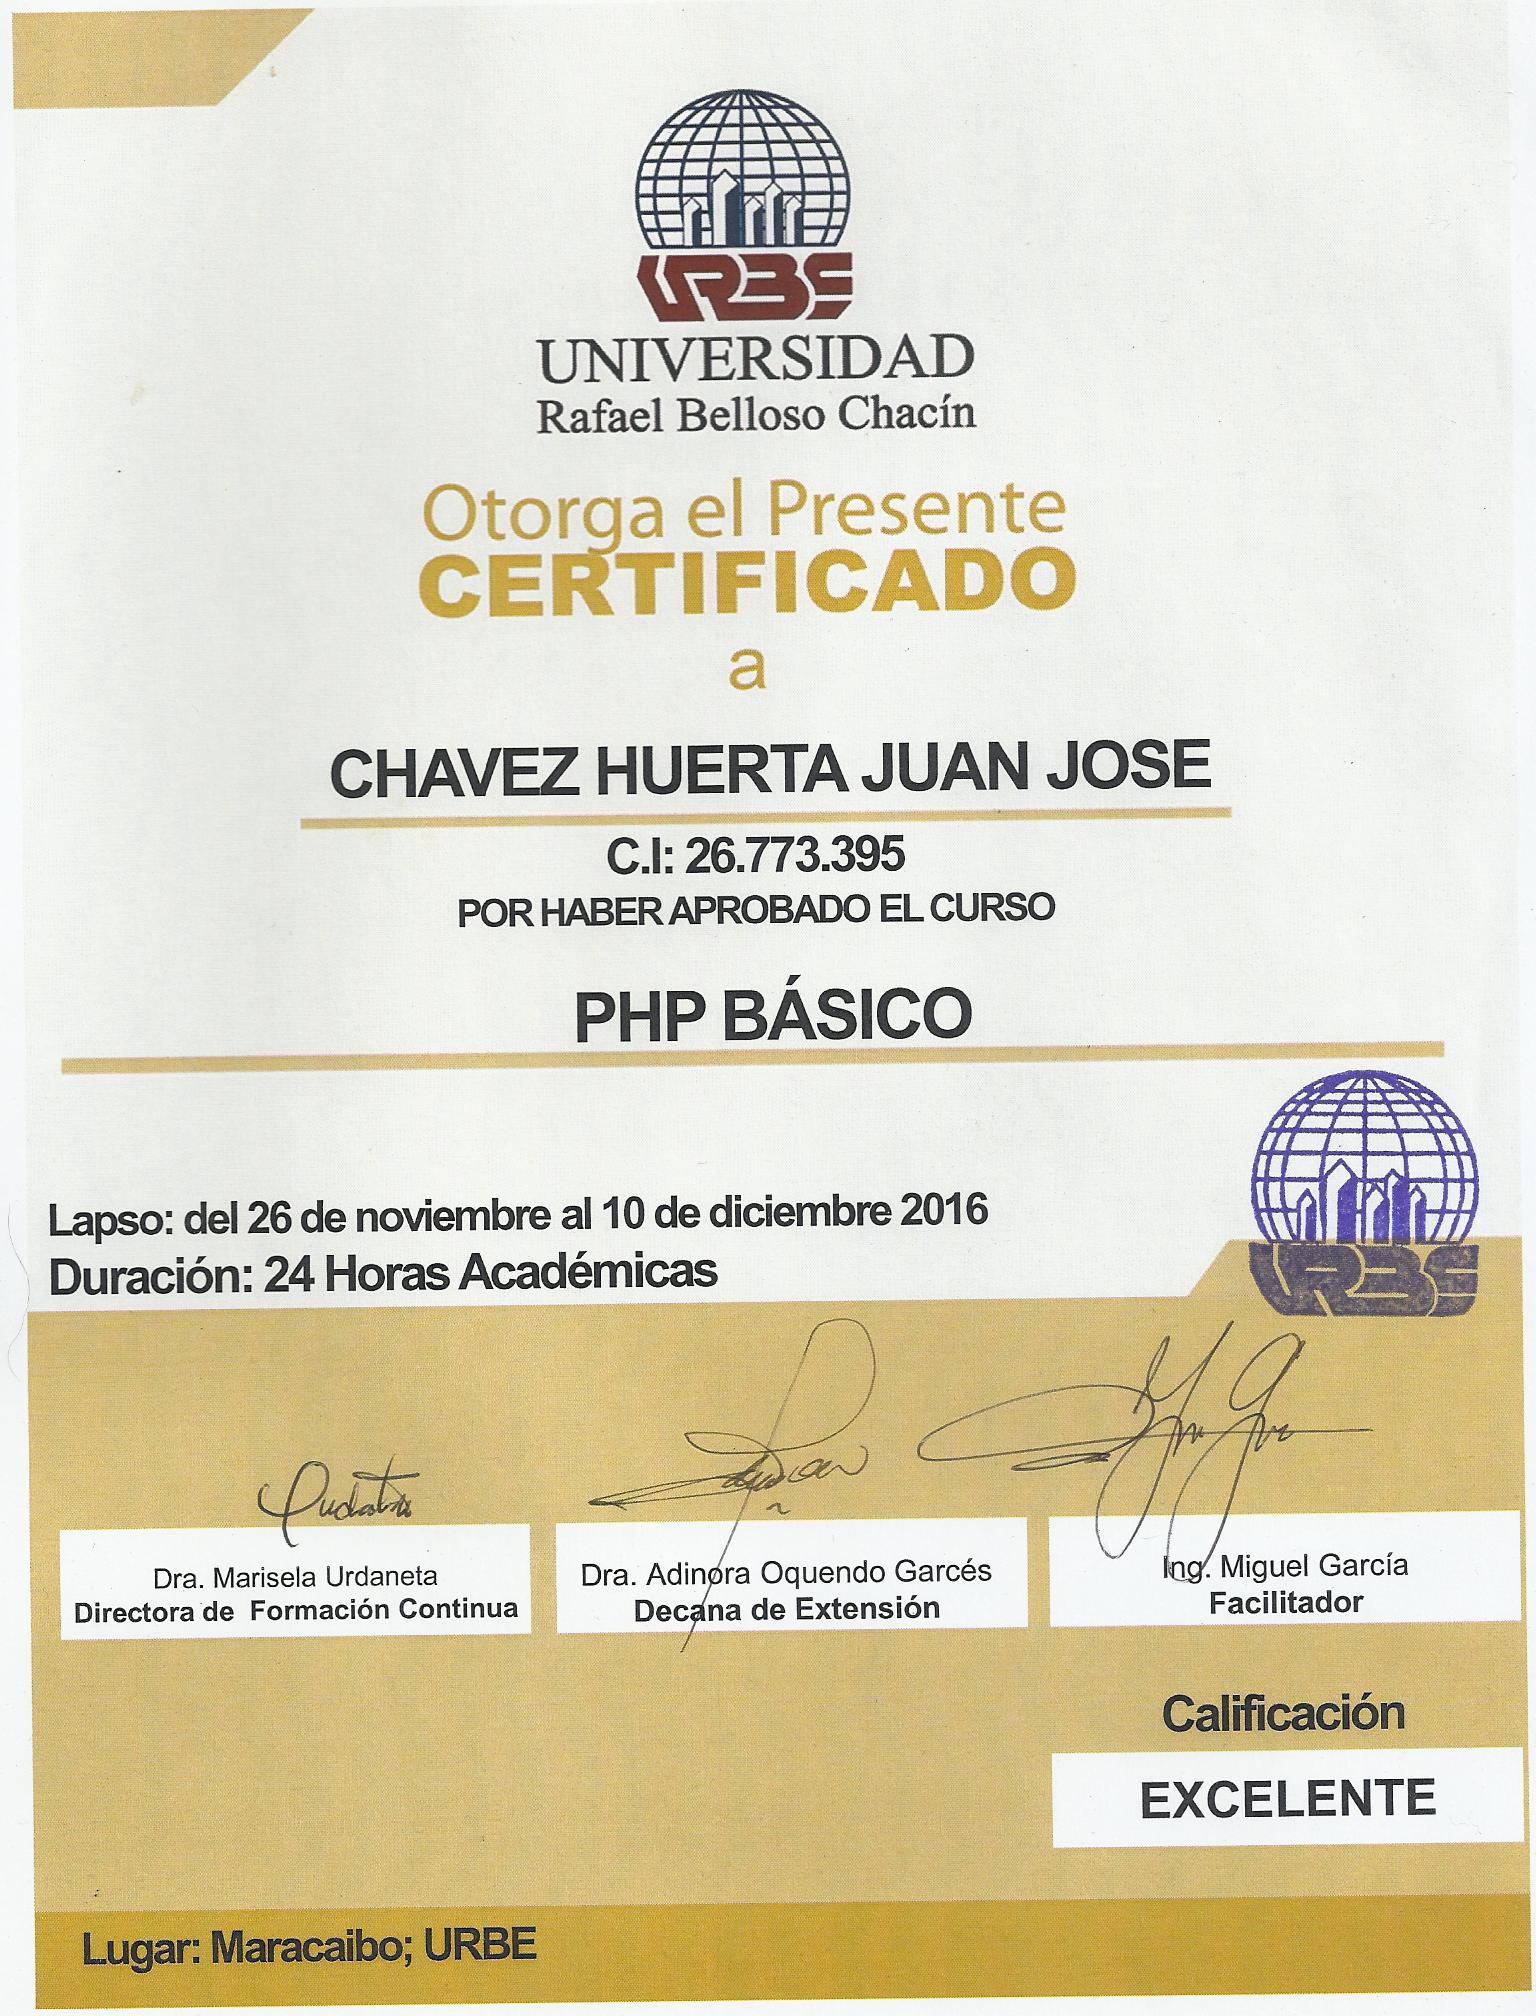 URBE
UNIVERSIDAD
Rafael Belloso Chacín
Otorga el Presente
CERTIFICADO
a
CHAVEZ HUERTA JUAN JOSE
C.I: 26.773.395
POR HABER APROBADO EL CURSO
PHP BÁSICO
Lapso: del 26 de noviembre al 10 de diciembre 2016
Duración: 24 Horas Académicas
URBE
Dra. Marisela Urdaneta
Directora de Formación Continua
Dra. Adinora Oquendo Garcés
Decana de Extensión
Ing. Miguel García
Facilitador
Calificación
EXCELENTE
Lugar: Maracaibo; URBE